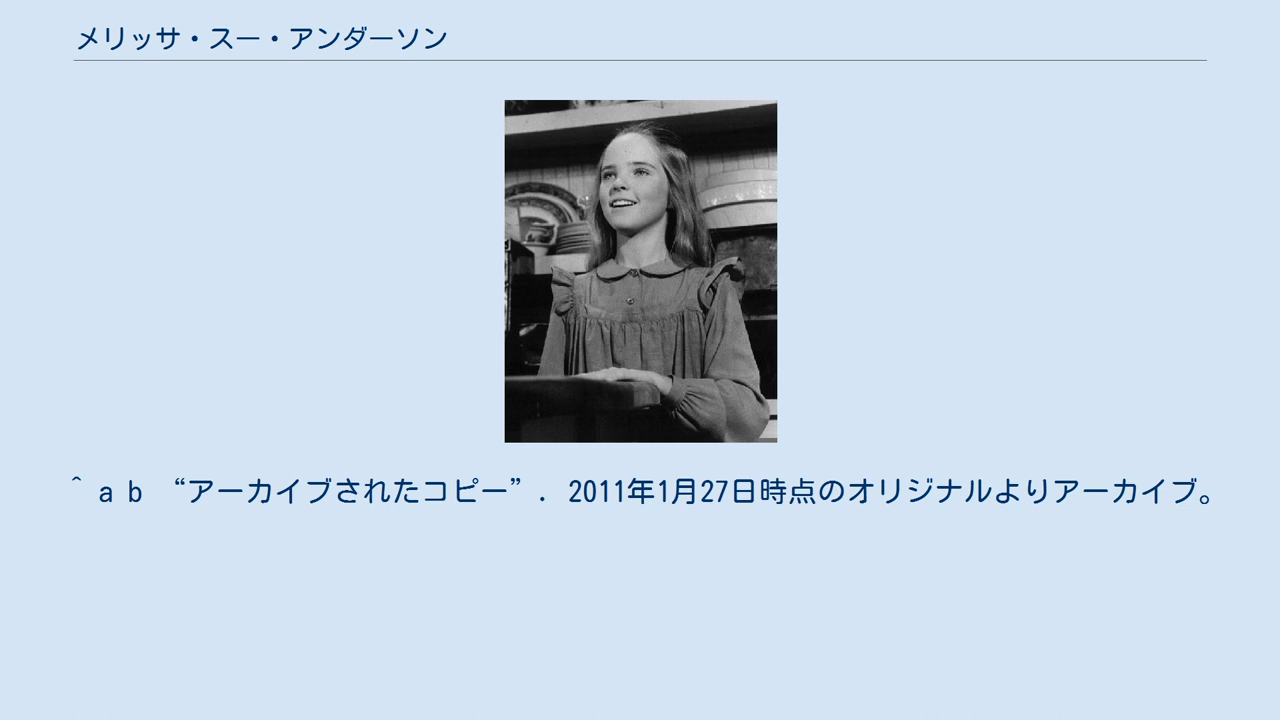 メリッサ・スー・アンダーソン
^ a b “アーカイブされたコピー”. 2011年1月27日時点のオリジナルよりアーカイブ。